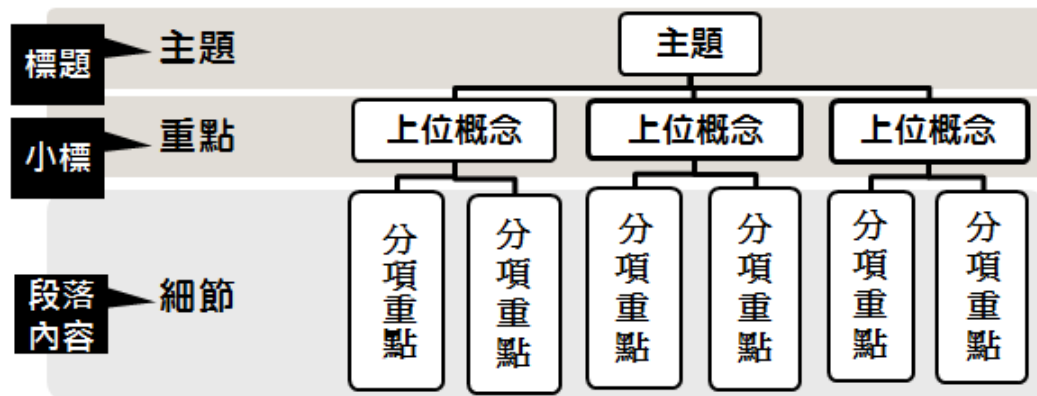 標題
主題
主題
小標
重點
上位概念
上位概念
上位概念
段落
內容
細節
分項重點
分項重點
分項重點
分項重點
分項重點
分項重點